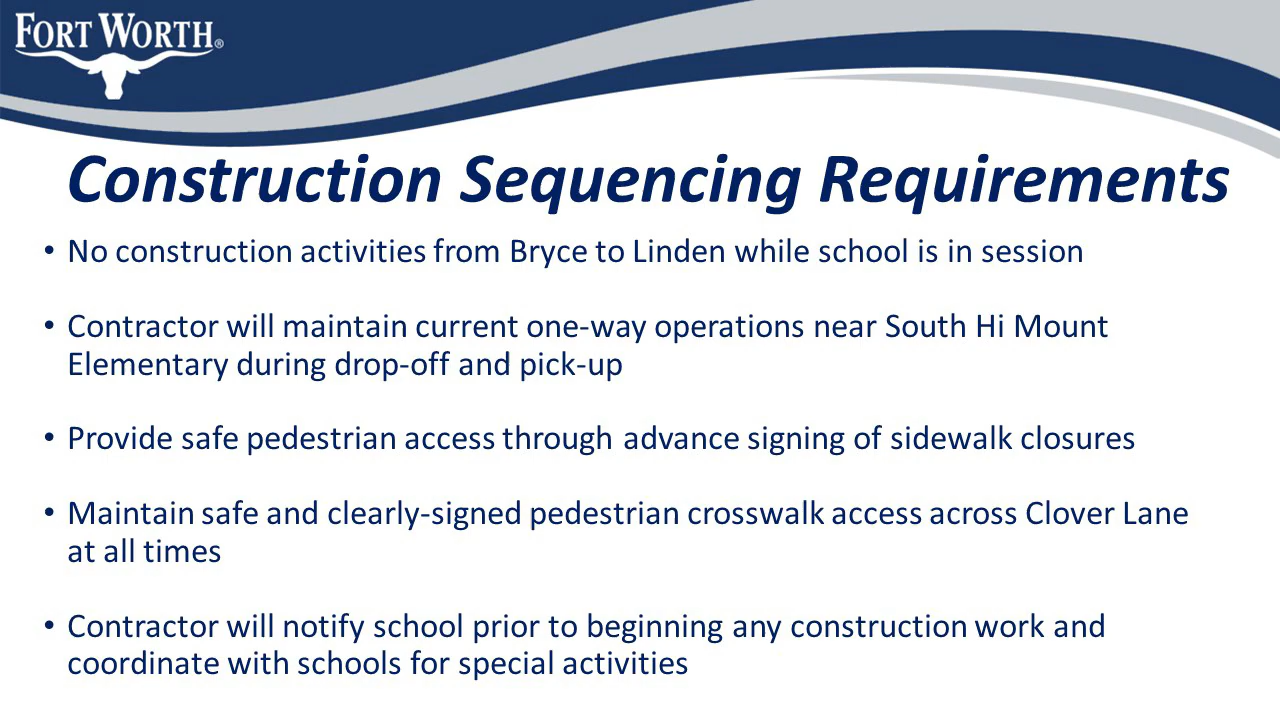 FORT WORTH®
Construction Sequencing Requirements
• No construction activities from Bryce to Linden while school is in session
• Contractor will maintain current one-way operations near South Hi Mount
Elementary during drop-off and pick-up
• Provide safe pedestrian access through advance signing of sidewalk closures
• Maintain safe and clearly-signed pedestrian crosswalk access across Clover Lane
at all times
• Contractor will notify school prior to beginning any construction work and
coordinate with schools for special activities